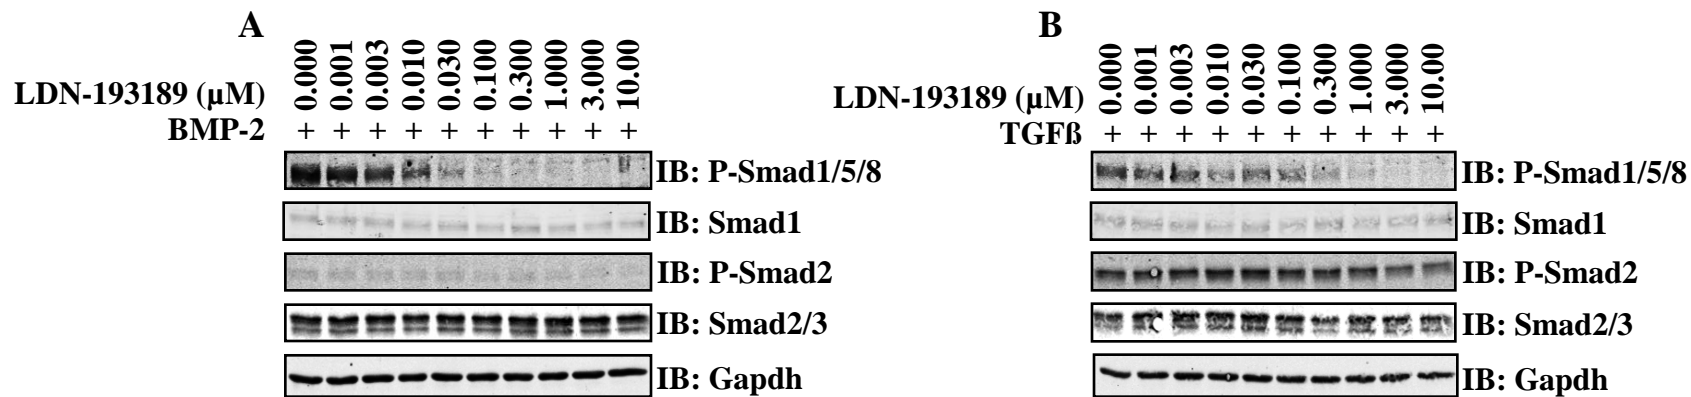 A
LDN-193189 (µM) 0.000 0.001 0.003 0.010 0.030 0.100 0.300 1.000 3.000 10.00
BMP-2 + + + + + + + + + +
IB: P-Smad1/5/8
IB: Smad1
IB: P-Smad2
IB: Smad2/3
IB: Gapdh
B
LDN-193189 (µM) 0.000 0.001 0.003 0.010 0.030 0.100 0.300 1.000 3.000 10.00
TGFß + + + + + + + + + +
IB: P-Smad1/5/8
IB: Smad1
IB: P-Smad2
IB: Smad2/3
IB: Gapdh